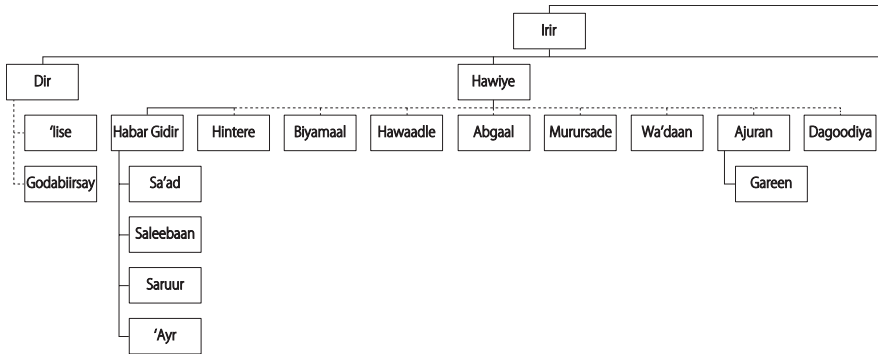 Irir
Dir
Hawiye
‘Iise
Habar Gidir
Hintere
Biyamaal
Hawaadle
Abgaal
Murursade
Wa’daan
Ajuran
Dagoodiya
Godabiirsay
Sa’ad
Gareen
Saleebaan
Saruur
‘Ayr